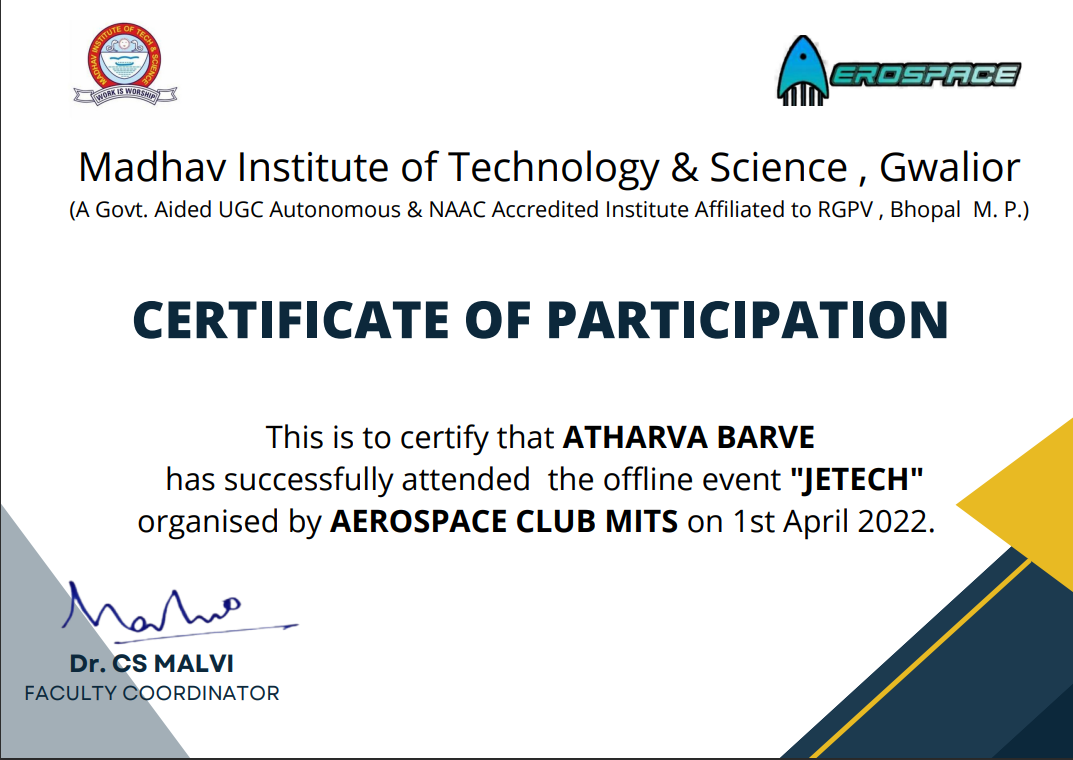 MADHAV INSTITUTE OF TECH & SCIENCE
WORK IS WORSHIP
EROSPACE
Madhav Institute of Technology & Science , Gwalior
(A Govt. Aided UGC Autonomous & NAAC Accredited Institute Affiliated to RGPV , Bhopal  M. P.)
CERTIFICATE OF PARTICIPATION
This is to certify that ATHARVA BARVE
has successfully attended  the offline event "JETECH"
organised by AEROSPACE CLUB MITS on 1st April 2022.
Dr. CS MALVI
FACULTY COORDINATOR